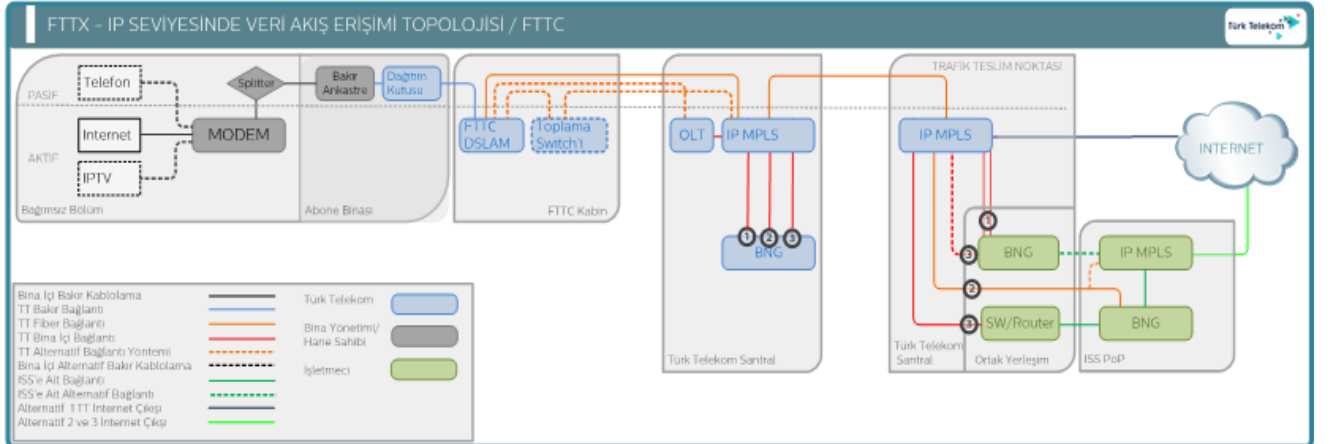 FTTX - IP SEVİYESİNDE VERİ AKIŞ ERİŞİMİ TOPOLOJİSİ / FTTC
Türk Telekom
PASİF
AKTİF
Telefon
Internet
IPTV
MODEM
Splitter
Bağımsız Bölüm
Bakır
Ankastre
Dağıtım
Kutusu
Abone Binası
FTTC
DSLAM
Toplama
Switch'i
FTTC Kabin
OLT
IP MPLS
1
2
3
BNG
Türk Telekom Santral
TRAFİK TESLİM NOKTASI
IP MPLS
INTERNET
1
3
BNG
IP MPLS
2
3
SW/Router
BNG
Türk Telekom
Santral
Ortak Yerleşim
ISS PoP
Bina İçi Bakır Kablolama
TT Bakır Bağlantı
TT Fiber Bağlantı
TT Bina İçi Bağlantı
TT Alternatif Bağlantı Yöntemi
Bina İçi Alternatif Bakır Kablolama
ISS'e Ait Bağlantı
ISS'e Ait Alternatif Bağlantı
Alternatif 1 TT İnternet Çıkışı
Alternatif 2 ve 3 İnternet Çıkışı
Türk Telekom
Bina Yönetimi/
Hane Sahibi
İşletmeci